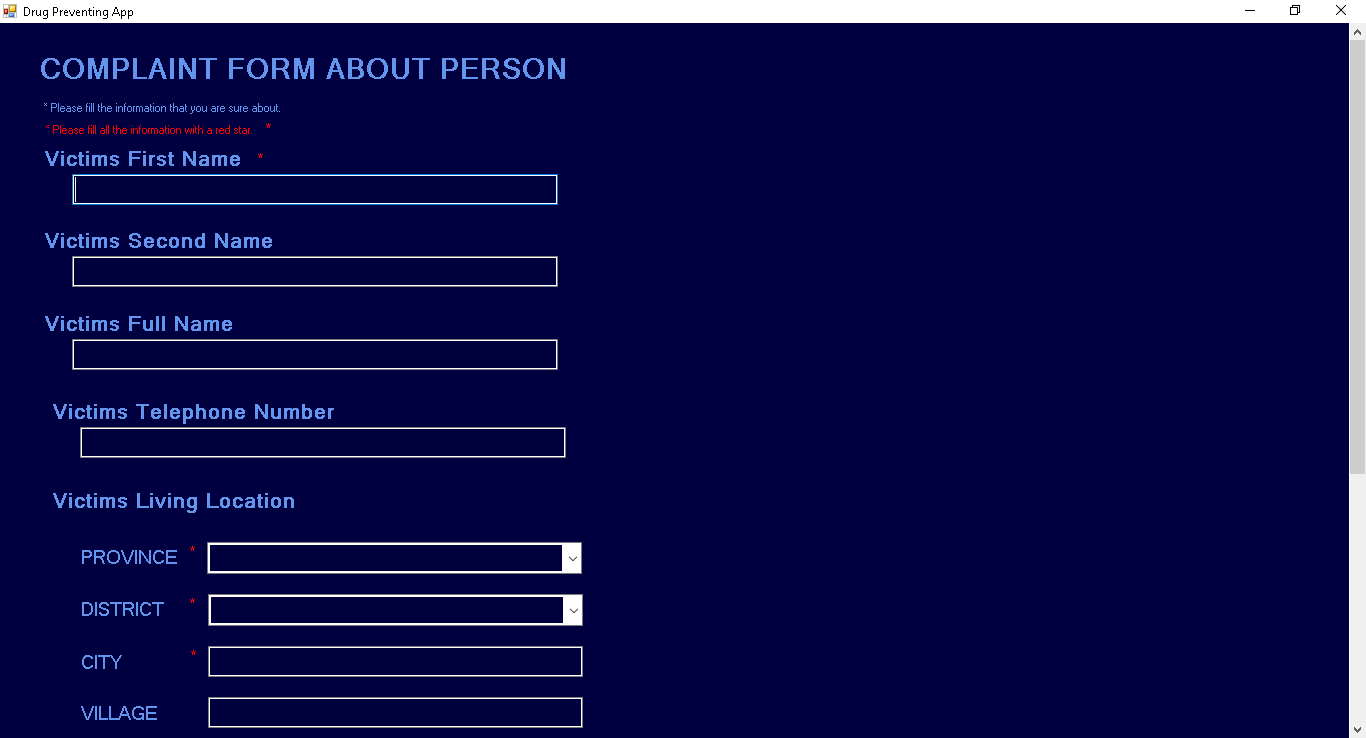 Drug Preventing App
COMPLAINT FORM ABOUT PERSON
* Please fill the information that you are sure about.
* Please fill all the information with a red star. *
Victims First Name *
Victims Second Name
Victims Full Name
Victims Telephone Number
Victims Living Location
PROVINCE *
DISTRICT *
CITY *
VILLAGE